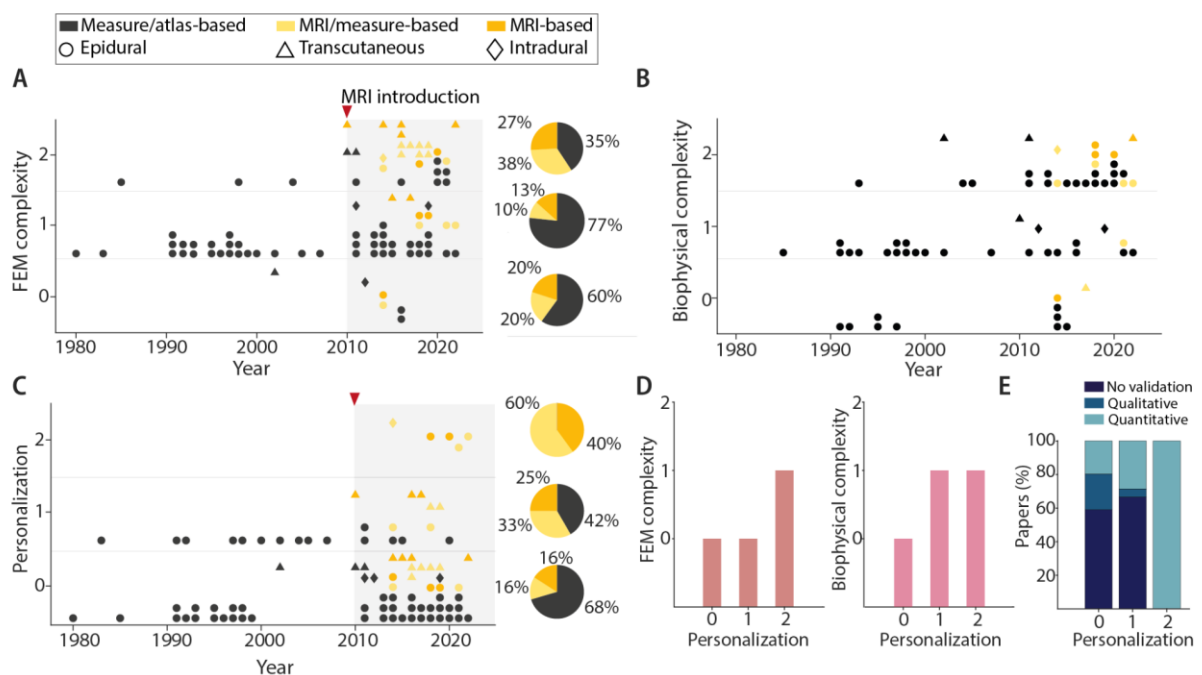 Measure/atlas-based MRI/measure-based MRI-based
Epidural Transcutaneous Intradural
A
MRI introduction
FEM complexity
2
1
0
1980 1990 2000 2010 2020
Year
27% 35%
38%
13%
10% 77%
20% 60%
20%
B
Biophysical complexity
2
1
0
1980 1990 2000 2010 2020
Year
C
Personalization
2
1
0
1980 1990 2000 2010 2020
Year
60% 40%
25%
33% 42%
16%
16% 68%
D
FEM complexity
2
1
0
0 1 2
Personalization
Biophysical complexity
2
1
0
0 1 2
Personalization
E
No validation
Qualitative
Quantitative
Papers (%)
100
80
60
40
20
0 1 2
Personalization